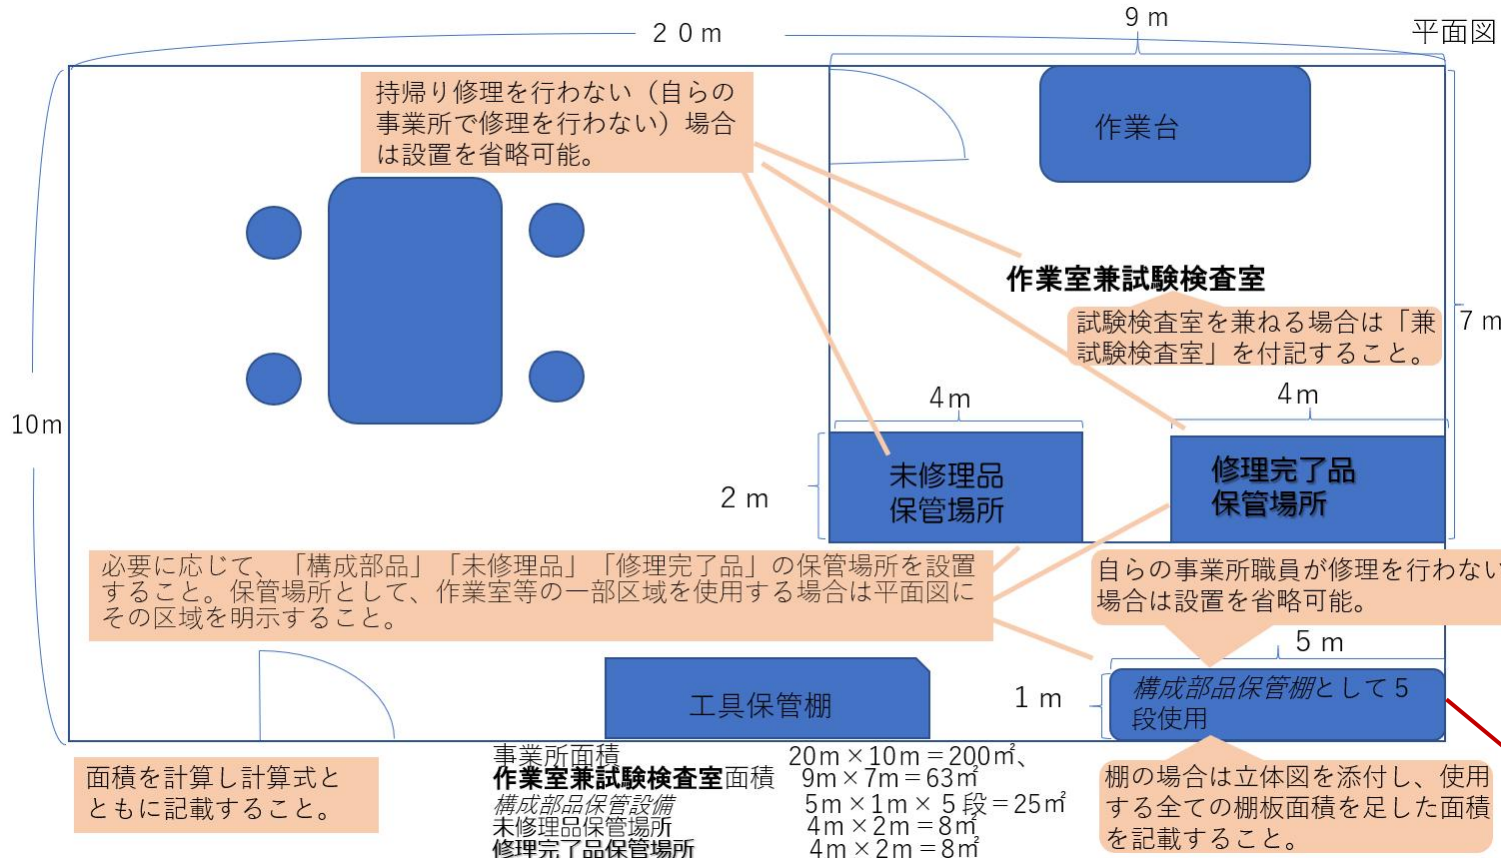 ２０ｍ
9ｍ
平面図
持帰り修理を行わない（自らの
事業所で修理を行わない）場合
は設置を省略可能。
作業台
作業室兼試験検査室
試験検査室を兼ねる場合は「兼
試験検査室」を付記すること。
7ｍ
10ｍ
4ｍ
4ｍ
2ｍ
未修理品
保管場所
修理完了品
保管場所
必要に応じて、「構成部品」「未修理品」「修理完了品」の保管場所を設置
すること。保管場所として、作業室等の一部区域を使用する場合は平面図に
その区域を明示すること。
自らの事業所職員が修理を行わない
場合は設置を省略可能。
5ｍ
1ｍ
工具保管棚
構成部品保管棚として５
段使用
面積を計算し計算式と
ともに記載すること。
事業所面積 20m×10m＝200㎡、
作業室兼試験検査室面積 9m×7m＝63㎡
構成部品保管設備 5m×1m×５段＝25㎡
未修理品保管場所 4m×2m＝8㎡
修理完了品保管場所 4m×2m＝8㎡
棚の場合は立体図を添付し、使用
する全ての棚板面積を足した面積
を記載すること。